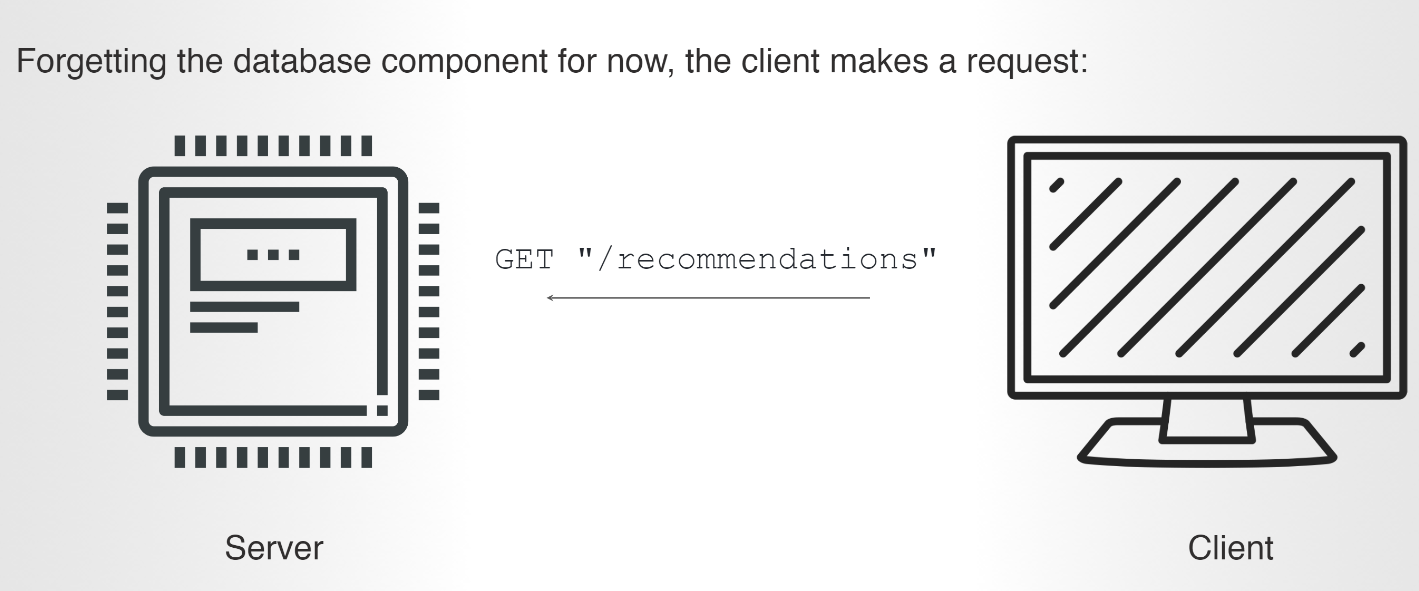 Forgetting the database component for now, the client makes a request:
GET "/recommendations"
Server
Client